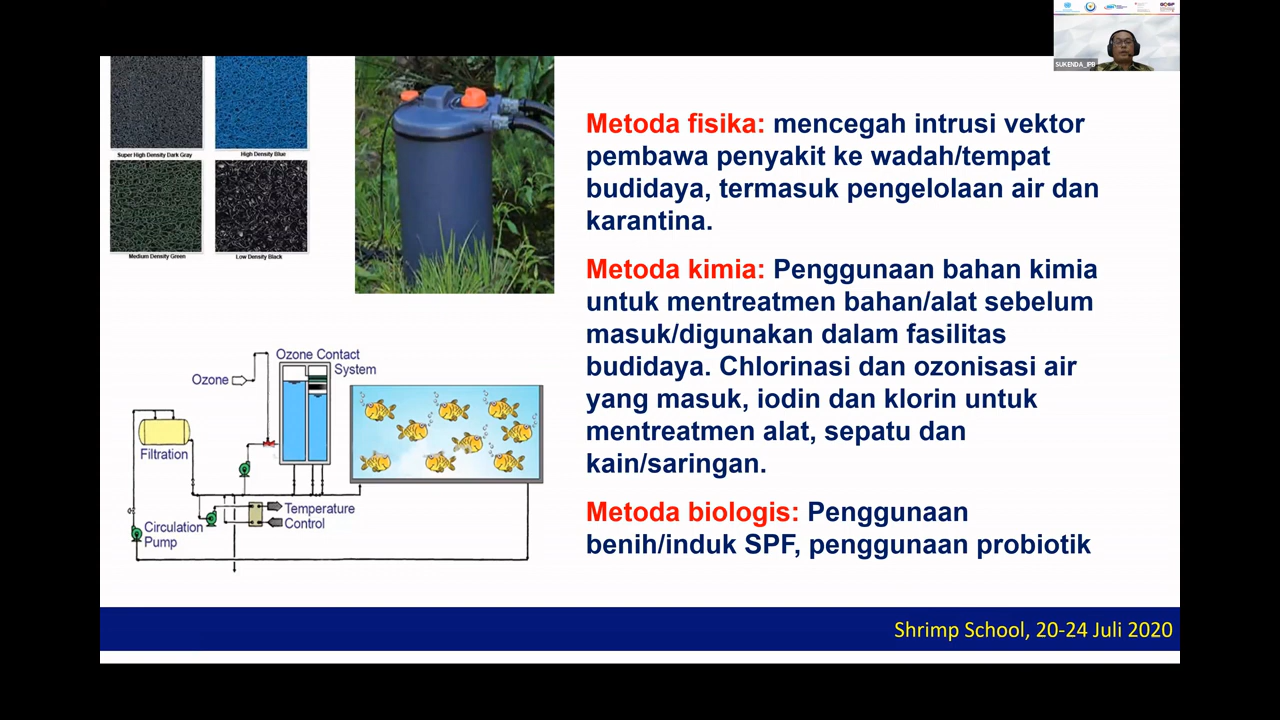 SUKENDA_IPB
Super High Density Dark Gray
High Density Blue
Medium Density Green
Low Density Black
Metoda fisika: mencegah intrusi vektor
pembawa penyakit ke wadah/tempat
budidaya, termasuk pengelolaan air dan
karantina.
Metoda kimia: Penggunaan bahan kimia
untuk mentreatmen bahan/alat sebelum
masuk/digunakan dalam fasilitas
budidaya. Chlorinasi dan ozonisasi air
yang masuk, iodin dan klorin untuk
mentreatmen alat, sepatu dan
kain/saringan.
Metoda biologis: Penggunaan
benih/induk SPF, penggunaan probiotik
Ozone Contact
System
Ozone
Filtration
Temperature
Control
Circulation
Pump
Shrimp School, 20-24 Juli 2020